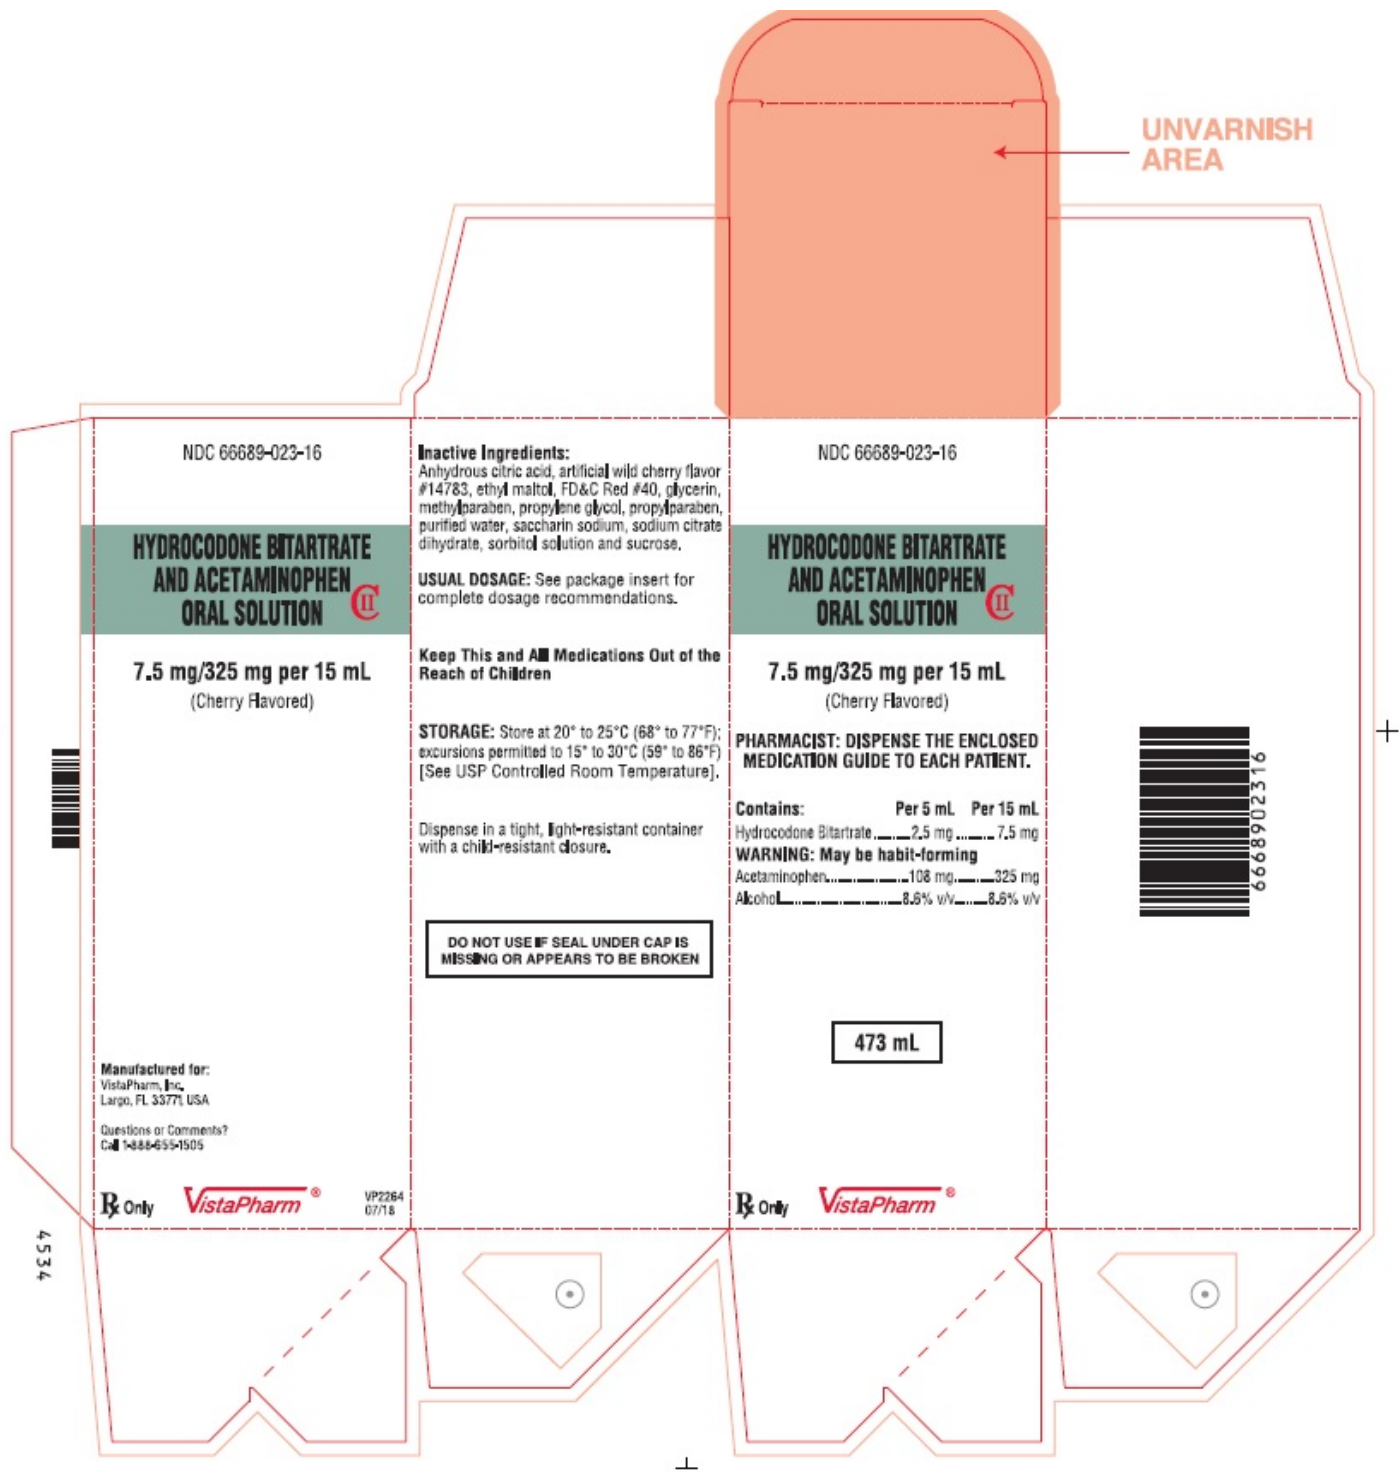 UNVARNISH
AREA
NDC 66689-023-16
HYDROCODONE BITARTRATE
AND ACETAMINOPHEN
ORAL SOLUTION CII
7.5 mg/325 mg per 15 mL
(Cherry Flavored)
Manufactured for:
VistaPharm, Inc.
Largo, FL 33771, USA
Questions or Comments?
Call 1-888-655-1505
Rx Only
VistaPharm®
VP2264
07/18
Inactive Ingredients:
Anhydrous citric acid, artificial wild cherry flavor
#14783, ethyl maltol, FD&C Red #40, glycerin,
methylparaben, propylene glycol, propylparaben,
purified water, saccharin sodium, sodium citrate
dihydrate, sorbitol solution and sucrose.
USUAL DOSAGE: See package insert for
complete dosage recommendations.
Keep This and All Medications Out of the
Reach of Children
STORAGE: Store at 20° to 25°C (68° to 77°F);
excursions permitted to 15° to 30°C (59° to 86°F)
[See USP Controlled Room Temperature].
Dispense in a tight, light-resistant container
with a child-resistant closure.
DO NOT USE IF SEAL UNDER CAP IS
MISSING OR APPEARS TO BE BROKEN
NDC 66689-023-16
HYDROCODONE BITARTRATE
AND ACETAMINOPHEN
ORAL SOLUTION CII
7.5 mg/325 mg per 15 mL
(Cherry Flavored)
PHARMACIST: DISPENSE THE ENCLOSED
MEDICATION GUIDE TO EACH PATIENT.
Contains: Per 5 mL Per 15 mL
Hydrocodone Bitartrate........2.5 mg........7.5 mg
WARNING: May be habit-forming
Acetaminophen....................108 mg........325 mg
Alcohol..............................8.6% v/v........8.6% v/v
473 mL
Rx Only
VistaPharm®
6668902316
4534